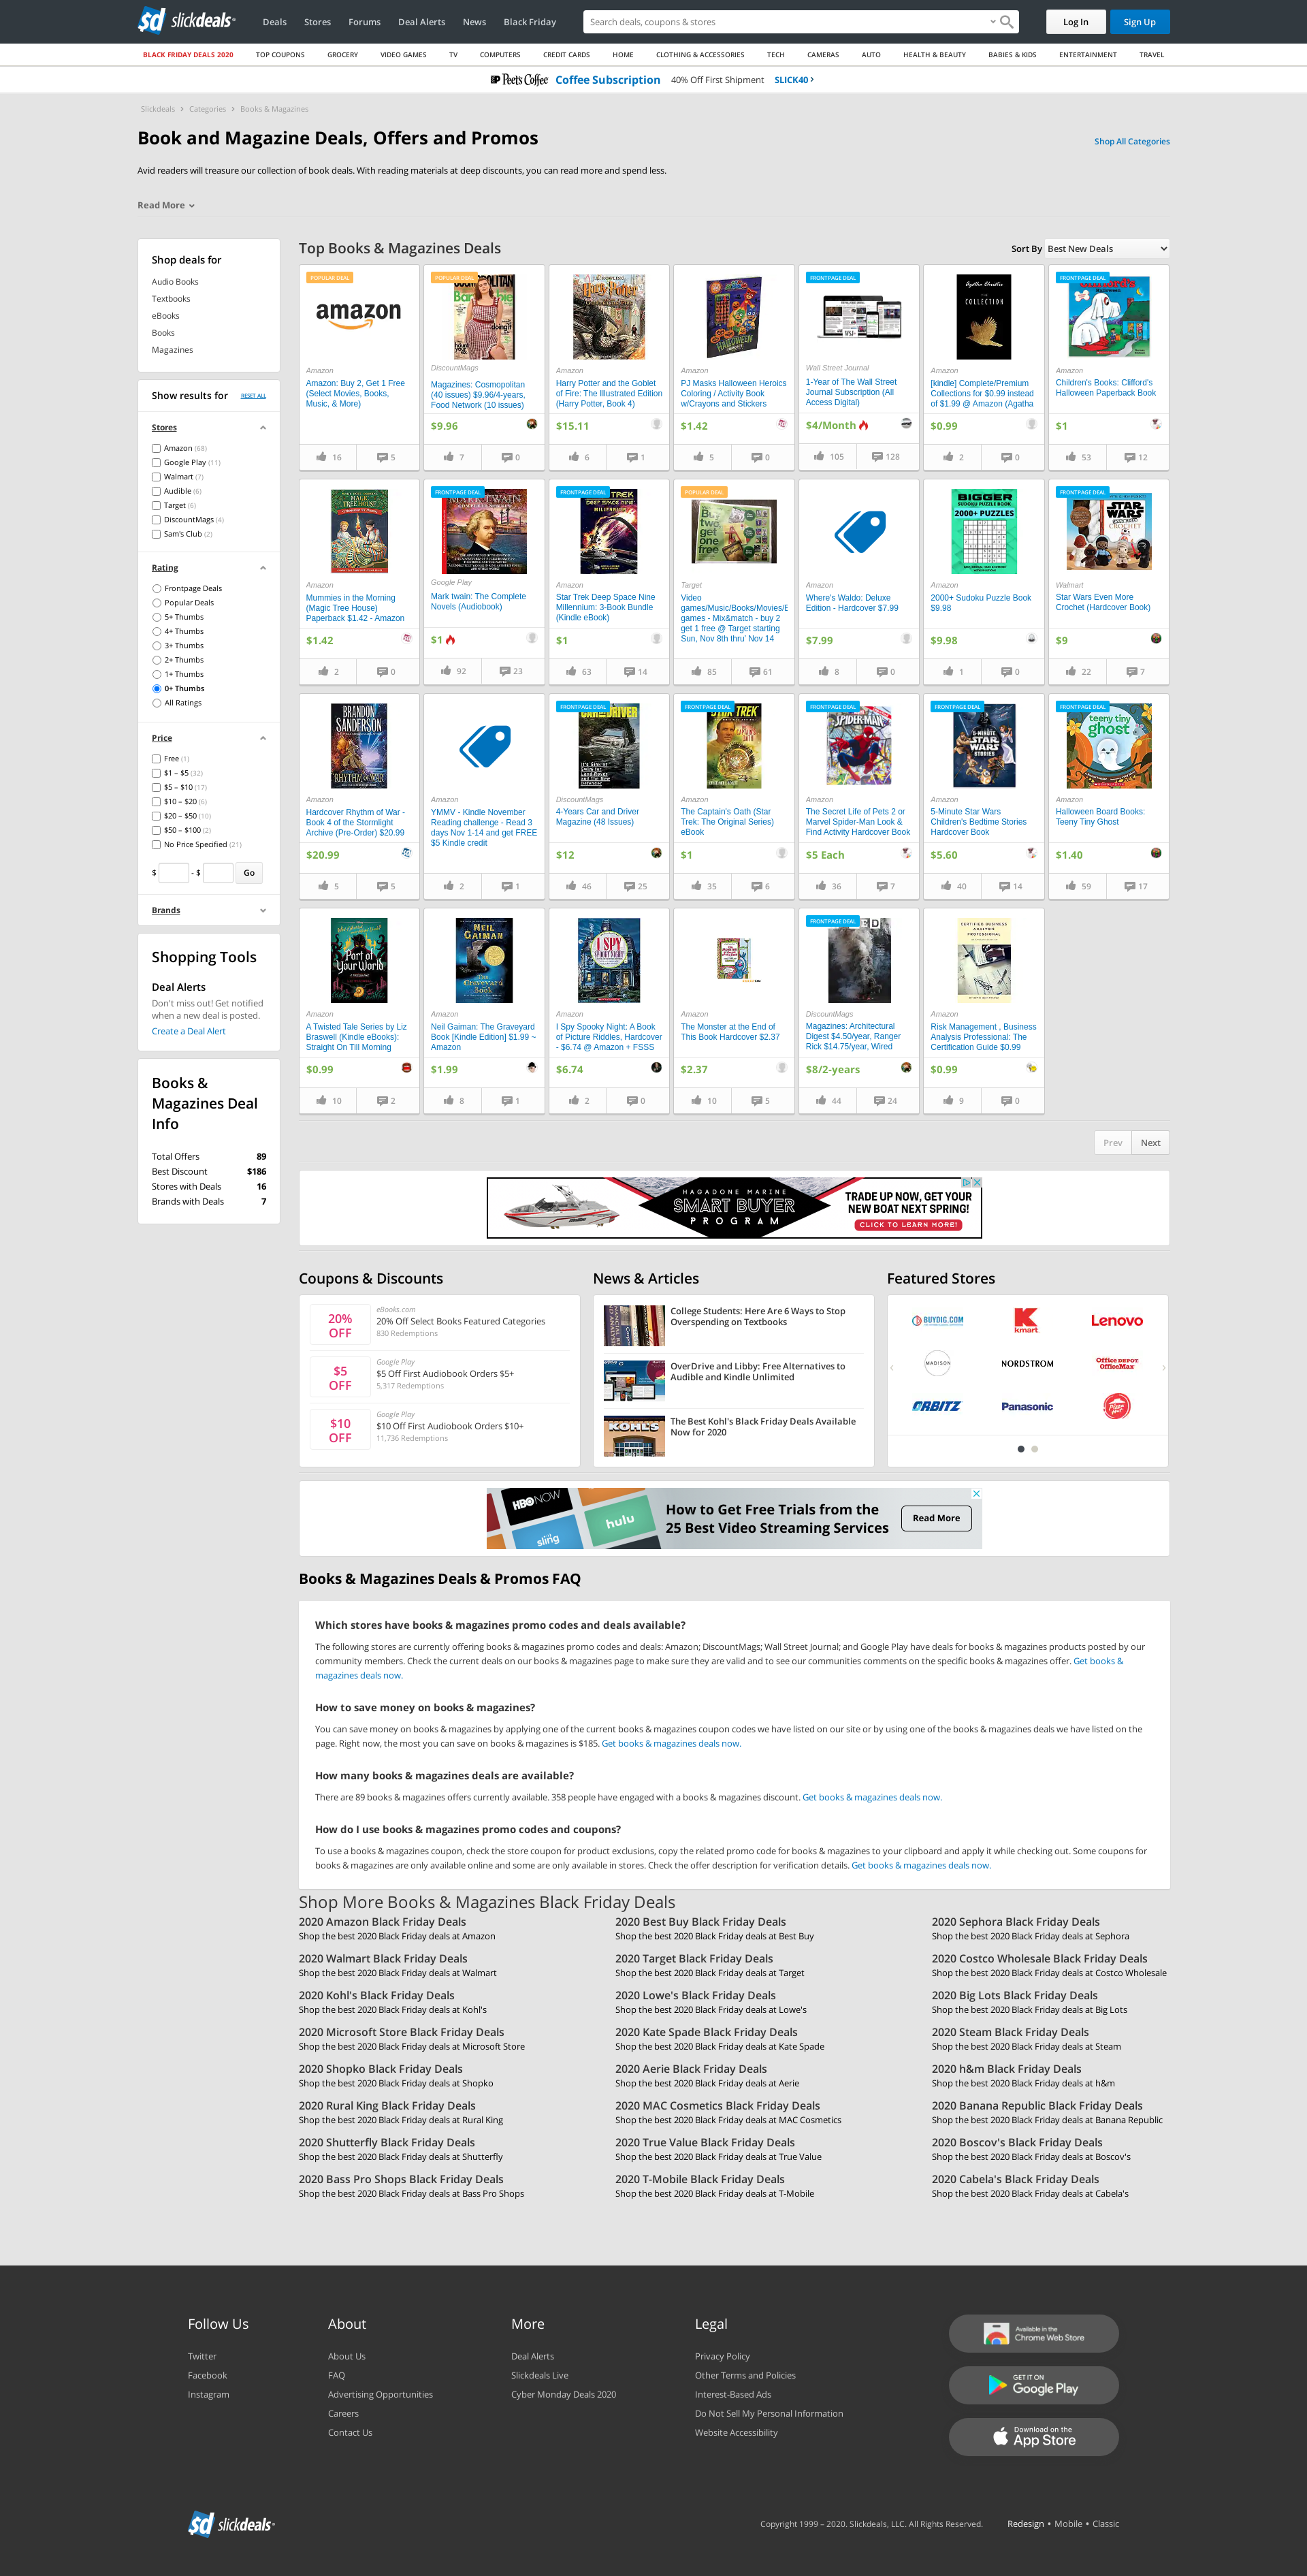 slickdeals
Deals Stores Forums Deal Alerts News Black Friday
Search deals, coupons & stores
Log In
Sign Up
BLACK FRIDAY DEALS 2020 TOP COUPONS GROCERY VIDEO GAMES TV COMPUTERS CREDIT CARDS HOME CLOTHING & ACCESSORIES TECH CAMERAS AUTO HEALTH & BEAUTY BABIES & KIDS ENTERTAINMENT TRAVEL
Peet's Coffee Coffee Subscription 40% Off First Shipment SLICK40
Slickdeals Categories Books & Magazines
Book and Magazine Deals, Offers and Promos
Shop All Categories
Avid readers will treasure our collection of book deals. With reading materials at deep discounts, you can read more and spend less.
Read More
Shop deals for
Audio Books
Textbooks
eBooks
Books
Magazines
Show results for RESET ALL
Stores
Amazon (68)
Google Play (11)
Walmart (7)
Audible (6)
Target (6)
DiscountMags (4)
Sam's Club (2)
Rating
Frontpage Deals
Popular Deals
5+ Thumbs
4+ Thumbs
3+ Thumbs
2+ Thumbs
1+ Thumbs
0+ Thumbs
All Ratings
Price
Free (1)
$1 – $5 (32)
$5 – $10 (17)
$10 – $20 (6)
$20 – $50 (10)
$50 – $100 (2)
No Price Specified (21)
$ - $ Go
Brands
Shopping Tools
Deal Alerts
Don't miss out! Get notified
when a new deal is posted.
Create a Deal Alert
Books &
Magazines Deal
Info
Total Offers 89
Best Discount $186
Stores with Deals 16
Brands with Deals 7
Top Books & Magazines Deals
Sort By Best New Deals
POPULAR DEAL
amazon
Amazon
Amazon: Buy 2, Get 1 Free
(Select Movies, Books,
Music, & More)
16 5
POPULAR DEAL
DiscountMags
Magazines: Cosmopolitan
(40 issues) $9.96/4-years,
Food Network (10 issues)
$9.96
7 0
Amazon
Harry Potter and the Goblet
of Fire: The Illustrated Edition
(Harry Potter, Book 4)
$15.11
6 1
Amazon
PJ Masks Halloween Heroics
Coloring / Activity Book
w/Crayons and Stickers
$1.42
5 0
FRONTPAGE DEAL
Wall Street Journal
1-Year of The Wall Street
Journal Subscription (All
Access Digital)
$4/Month
105 128
Agatha Christie
COLLECTION
Amazon
[kindle] Complete/Premium
Collections for $0.99 instead
of $1.99 @ Amazon (Agatha
$0.99
2 0
FRONTPAGE DEAL
Amazon
Children's Books: Clifford's
Halloween Paperback Book
$1
53 12
Amazon
Mummies in the Morning
(Magic Tree House)
Paperback $1.42 - Amazon
$1.42
2 0
FRONTPAGE DEAL
Google Play
Mark twain: The Complete
Novels (Audiobook)
$1
92 23
FRONTPAGE DEAL
Amazon
Star Trek Deep Space Nine
Millennium: 3-Book Bundle
(Kindle eBook)
$1
63 14
POPULAR DEAL
Buy
two,
get
one
free
Target
Video
games/Music/Books/Movies/E
games - Mix&match - buy 2
get 1 free @ Target starting
Sun, Nov 8th thru' Nov 14
85 61
Amazon
Where's Waldo: Deluxe
Edition - Hardcover $7.99
$7.99
8 0
BIGGER
SUDOKU PUZZLE BOOK
2000+ PUZZLES
Amazon
2000+ Sudoku Puzzle Book
$9.98
$9.98
1 0
FRONTPAGE DEAL
STAR
WARS
CROCHET
Walmart
Star Wars Even More
Crochet (Hardcover Book)
$9
22 7
BRANDON
SANDERSON
RHYTHM OF WAR
Amazon
Hardcover Rhythm of War -
Book 4 of the Stormlight
Archive (Pre-Order) $20.99
$20.99
5 5
Amazon
YMMV - Kindle November
Reading challenge - Read 3
days Nov 1-14 and get FREE
$5 Kindle credit
2 1
FRONTPAGE DEAL
DiscountMags
4-Years Car and Driver
Magazine (48 Issues)
$12
46 25
FRONTPAGE DEAL
Amazon
The Captain's Oath (Star
Trek: The Original Series)
eBook
$1
35 6
FRONTPAGE DEAL
SPIDER-MAN
Amazon
The Secret Life of Pets 2 or
Marvel Spider-Man Look &
Find Activity Hardcover Book
$5 Each
36 7
FRONTPAGE DEAL
5-MINUTE
STAR WARS
STORIES
Amazon
5-Minute Star Wars
Children's Bedtime Stories
Hardcover Book
$5.60
40 14
FRONTPAGE DEAL
teeny tiny
ghost
Amazon
Halloween Board Books:
Teeny Tiny Ghost
$1.40
59 17
Part of
Your World
Amazon
A Twisted Tale Series by Liz
Braswell (Kindle eBooks):
Straight On Till Morning
$0.99
10 2
NEIL
GAIMAN
The
Graveyard
Book
Amazon
Neil Gaiman: The Graveyard
Book [Kindle Edition] $1.99 ~
Amazon
$1.99
8 1
I SPY
SPOOKY NIGHT
Amazon
I Spy Spooky Night: A Book
of Picture Riddles, Hardcover
- $6.74 @ Amazon + FSSS
$6.74
2 0
Amazon
The Monster at the End of
This Book Hardcover $2.37
$2.37
10 5
FRONTPAGE DEAL
DiscountMags
Magazines: Architectural
Digest $4.50/year, Ranger
Rick $14.75/year, Wired
$8/2-years
44 24
CERTIFIED BUSINESS
ANALYSIS
PROFESSIONAL
Amazon
Risk Management , Business
Analysis Professional: The
Certification Guide $0.99
$0.99
9 0
Prev Next
HAGADONE MARINE
SMART BUYER
PROGRAM
TRADE UP NOW, GET YOUR
NEW BOAT NEXT SPRING!
CLICK TO LEARN MORE!
Coupons & Discounts
20%
OFF
eBooks.com
20% Off Select Books Featured Categories
830 Redemptions
$5
OFF
Google Play
$5 Off First Audiobook Orders $5+
5,317 Redemptions
$10
OFF
Google Play
$10 Off First Audiobook Orders $10+
11,736 Redemptions
News & Articles
College Students: Here Are 6 Ways to Stop
Overspending on Textbooks
OverDrive and Libby: Free Alternatives to
Audible and Kindle Unlimited
KOHL'S
The Best Kohl's Black Friday Deals Available
Now for 2020
Featured Stores
BUYDIG.COM
kmart
Lenovo
MADISON
NORDSTROM
Office DEPOT
OfficeMax
ORBITZ
Panasonic
Pizza Hut
HBO NOW
sling
hulu
How to Get Free Trials from the
25 Best Video Streaming Services
Read More
Books & Magazines Deals & Promos FAQ
Which stores have books & magazines promo codes and deals available?
The following stores are currently offering books & magazines promo codes and deals: Amazon; DiscountMags; Wall Street Journal; and Google Play have deals for books & magazines products posted by our
community members. Check the current deals on our books & magazines page to make sure they are valid and to see our communities comments on the specific books & magazines offer. Get books &
magazines deals now.
How to save money on books & magazines?
You can save money on books & magazines by applying one of the current books & magazines coupon codes we have listed on our site or by using one of the books & magazines deals we have listed on the
page. Right now, the most you can save on books & magazines is $185. Get books & magazines deals now.
How many books & magazines deals are available?
There are 89 books & magazines offers currently available. 358 people have engaged with a books & magazines discount. Get books & magazines deals now.
How do I use books & magazines promo codes and coupons?
To use a books & magazines coupon, check the store coupon for product exclusions, copy the related promo code for books & magazines to your clipboard and apply it while checking out. Some coupons for
books & magazines are only available online and some are only available in stores. Check the offer description for verification details. Get books & magazines deals now.
Shop More Books & Magazines Black Friday Deals
2020 Amazon Black Friday Deals
Shop the best 2020 Black Friday deals at Amazon
2020 Best Buy Black Friday Deals
Shop the best 2020 Black Friday deals at Best Buy
2020 Sephora Black Friday Deals
Shop the best 2020 Black Friday deals at Sephora
2020 Walmart Black Friday Deals
Shop the best 2020 Black Friday deals at Walmart
2020 Target Black Friday Deals
Shop the best 2020 Black Friday deals at Target
2020 Costco Wholesale Black Friday Deals
Shop the best 2020 Black Friday deals at Costco Wholesale
2020 Kohl's Black Friday Deals
Shop the best 2020 Black Friday deals at Kohl's
2020 Lowe's Black Friday Deals
Shop the best 2020 Black Friday deals at Lowe's
2020 Big Lots Black Friday Deals
Shop the best 2020 Black Friday deals at Big Lots
2020 Microsoft Store Black Friday Deals
Shop the best 2020 Black Friday deals at Microsoft Store
2020 Kate Spade Black Friday Deals
Shop the best 2020 Black Friday deals at Kate Spade
2020 Steam Black Friday Deals
Shop the best 2020 Black Friday deals at Steam
2020 Shopko Black Friday Deals
Shop the best 2020 Black Friday deals at Shopko
2020 Aerie Black Friday Deals
Shop the best 2020 Black Friday deals at Aerie
2020 h&m Black Friday Deals
Shop the best 2020 Black Friday deals at h&m
2020 Rural King Black Friday Deals
Shop the best 2020 Black Friday deals at Rural King
2020 MAC Cosmetics Black Friday Deals
Shop the best 2020 Black Friday deals at MAC Cosmetics
2020 Banana Republic Black Friday Deals
Shop the best 2020 Black Friday deals at Banana Republic
2020 Shutterfly Black Friday Deals
Shop the best 2020 Black Friday deals at Shutterfly
2020 True Value Black Friday Deals
Shop the best 2020 Black Friday deals at True Value
2020 Boscov's Black Friday Deals
Shop the best 2020 Black Friday deals at Boscov's
2020 Bass Pro Shops Black Friday Deals
Shop the best 2020 Black Friday deals at Bass Pro Shops
2020 T-Mobile Black Friday Deals
Shop the best 2020 Black Friday deals at T-Mobile
2020 Cabela's Black Friday Deals
Shop the best 2020 Black Friday deals at Cabela's
Follow Us
Twitter
Facebook
Instagram
About
About Us
FAQ
Advertising Opportunities
Careers
Contact Us
More
Deal Alerts
Slickdeals Live
Cyber Monday Deals 2020
Legal
Privacy Policy
Other Terms and Policies
Interest-Based Ads
Do Not Sell My Personal Information
Website Accessibility
Available in the
Chrome Web Store
GET IT ON
Google Play
Download on the
App Store
slickdeals
Copyright 1999 – 2020. Slickdeals, LLC. All Rights Reserved.
Redesign • Mobile • Classic